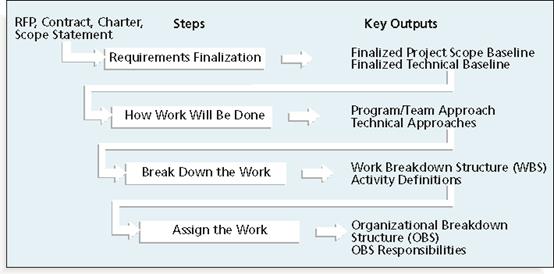 RFP, Contract, Charter,
Scope Statement
Steps
Key Outputs
Requirements Finalization
Finalized Project Scope Baseline
Finalized Technical Baseline
How Work Will Be Done
Program/Team Approach
Technical Approaches
Break Down the Work
Work Breakdown Structure (WBS)
Activity Definitions
Assign the Work
Organizational Breakdown
Structure (OBS)
OBS Responsibilities